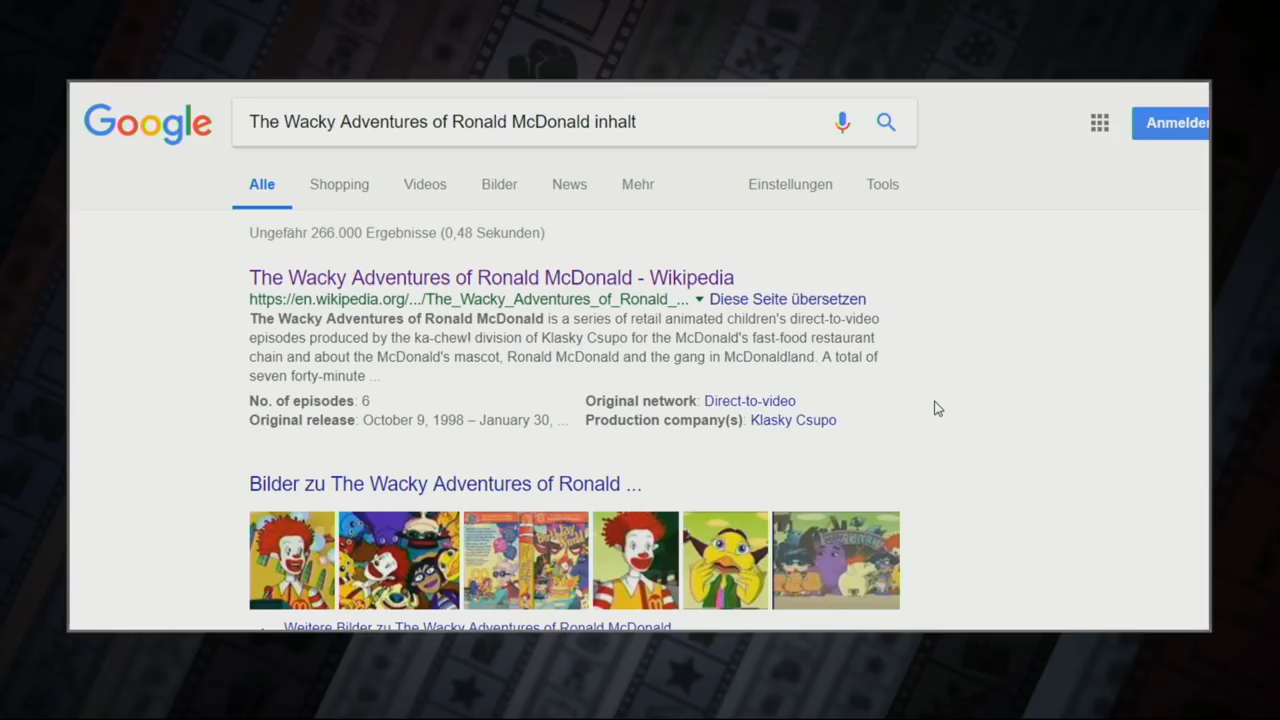 Google
The Wacky Adventures of Ronald McDonald inhalt
Anmelden
Alle Shopping Videos Bilder News Mehr Einstellungen Tools
Ungefähr 266.000 Ergebnisse (0,48 Sekunden)
The Wacky Adventures of Ronald McDonald - Wikipedia
https://en.wikipedia.org/.../The_Wacky_Adventures_of_Ronald_... Diese Seite übersetzen
The Wacky Adventures of Ronald McDonald is a series of retail animated children's direct-to-video
episodes produced by the ka-chew! division of Klasky Csupo for the McDonald's fast-food restaurant
chain and about the McDonald's mascot, Ronald McDonald and the gang in McDonaldland. A total of
seven forty-minute ...
No. of episodes: 6 Original network: Direct-to-video
Original release: October 9, 1998 – January 30, ... Production company(s): Klasky Csupo
Bilder zu The Wacky Adventures of Ronald ...
Weitere Bilder zu The Wacky Adventures of Ronald McDonald